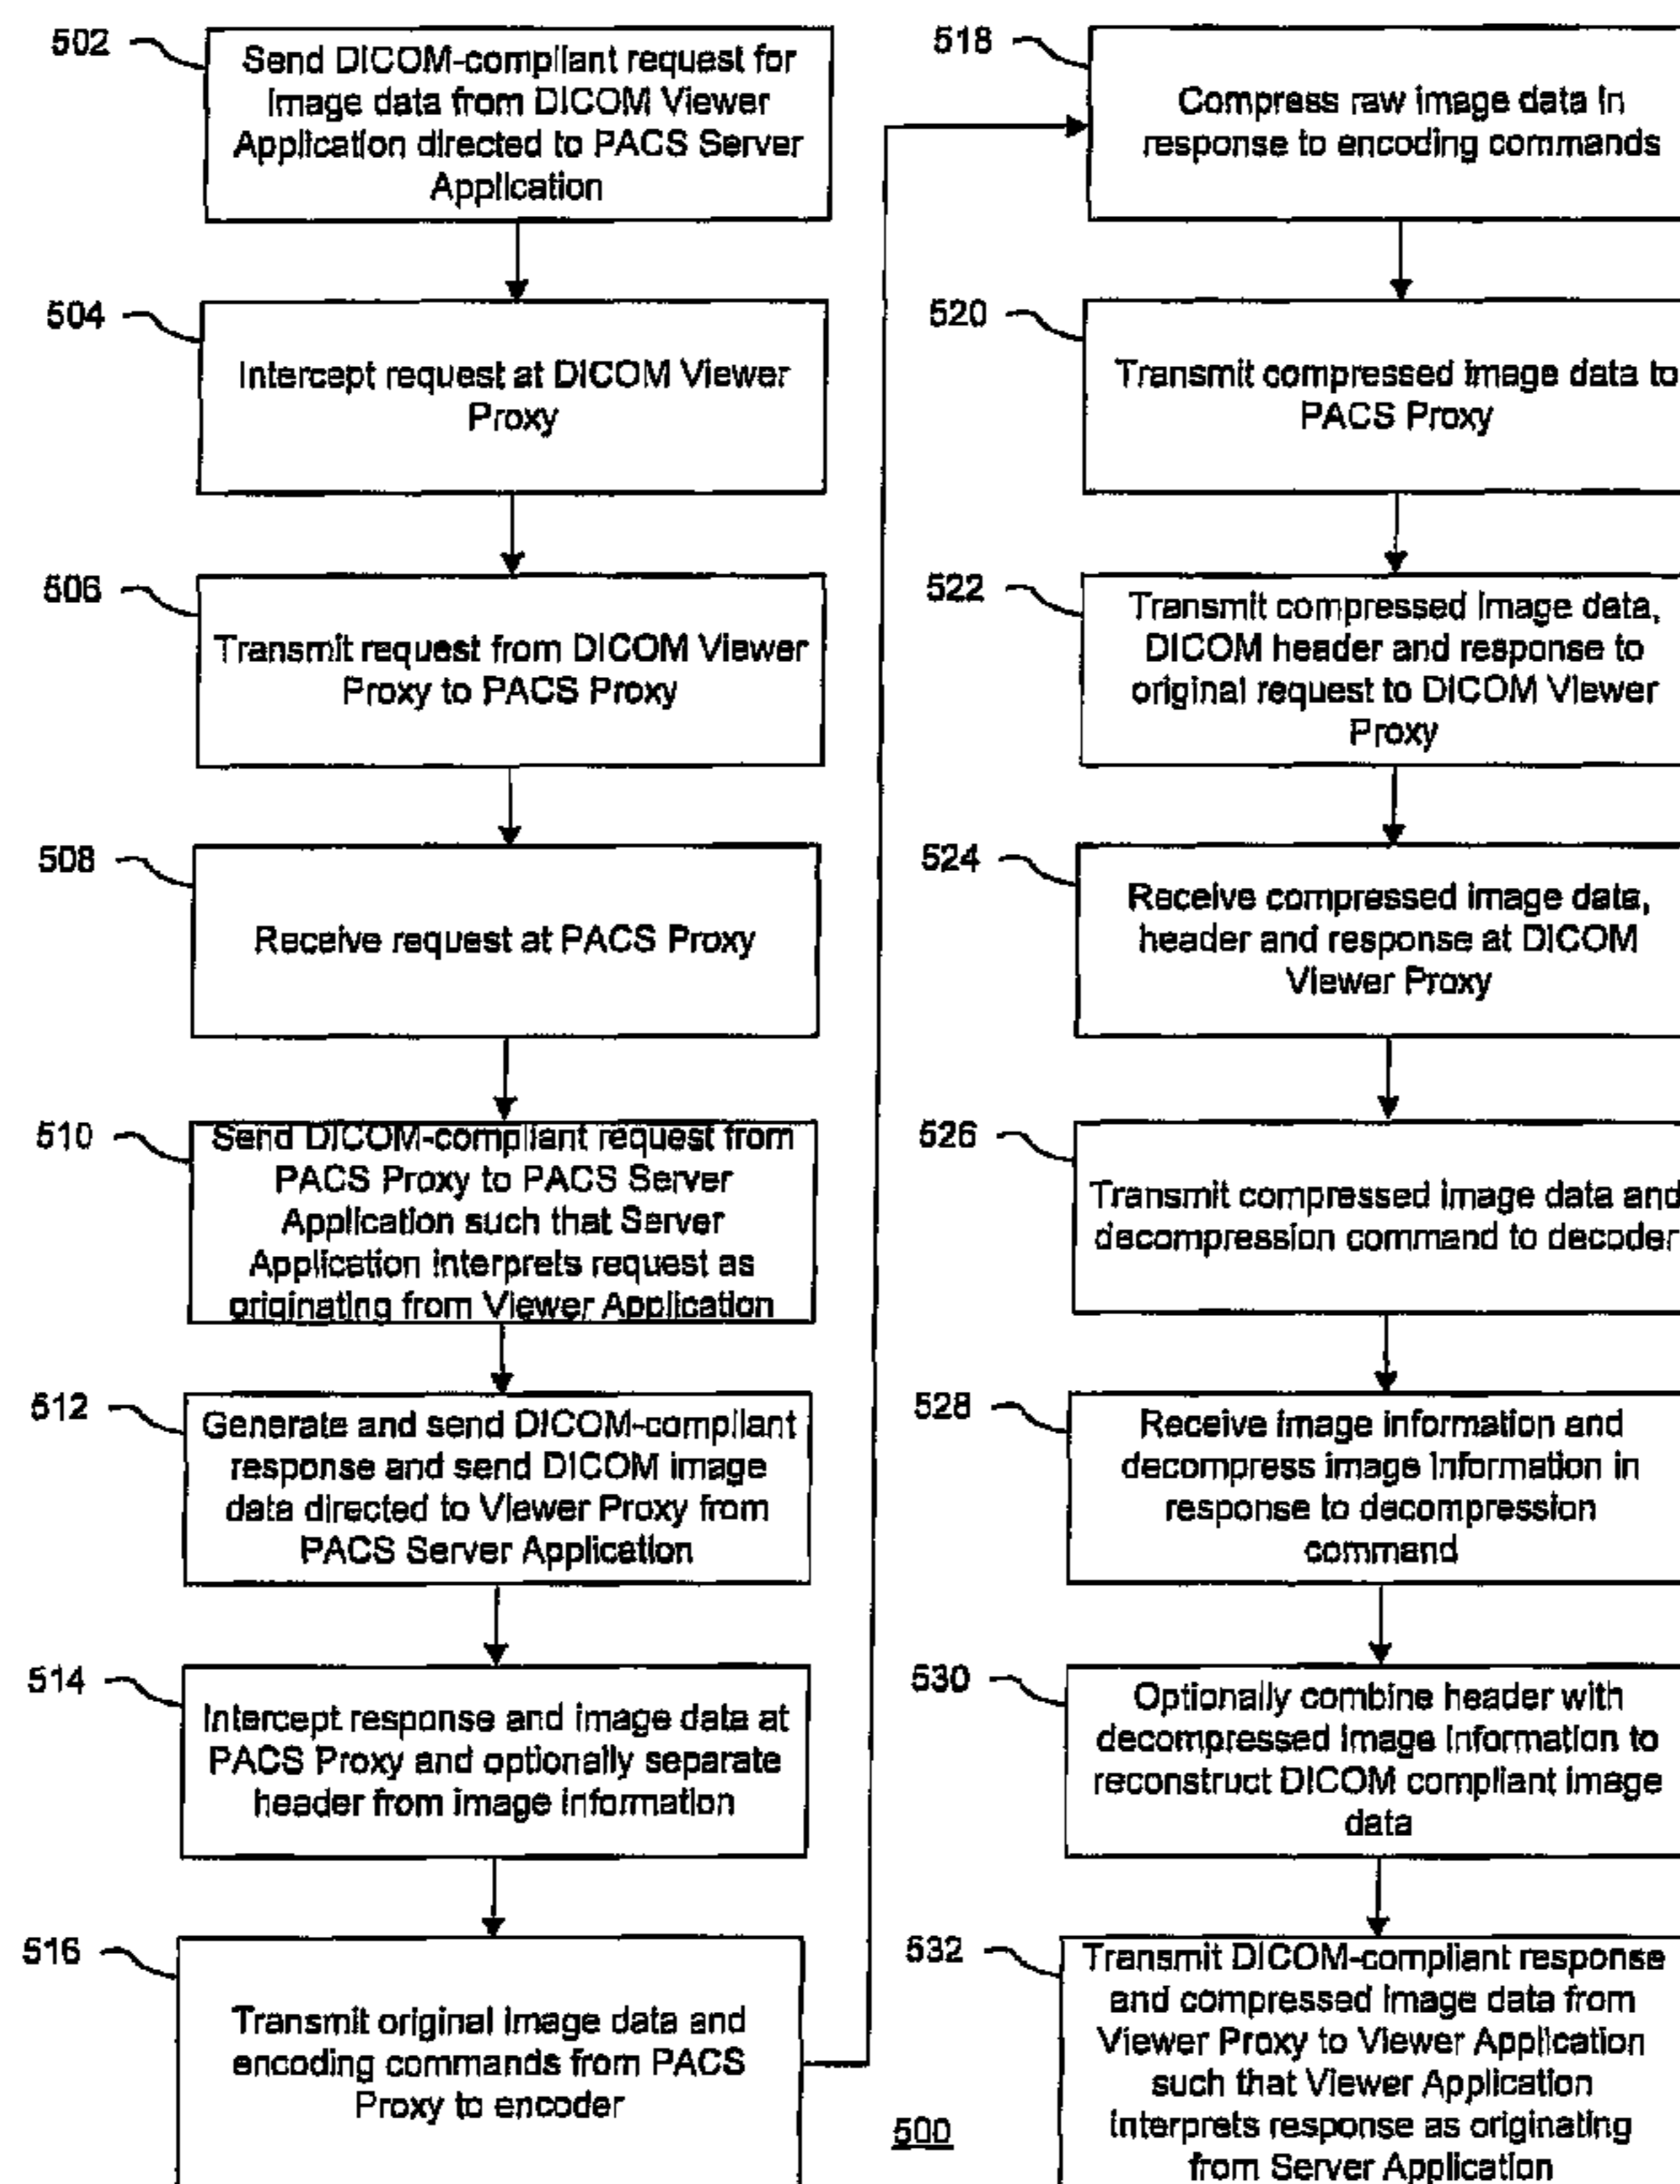 502
Send DICOM-compliant request for
image data from DICOM Viewer
Application directed to PACS Server
Application
504
Intercept request at DICOM Viewer
Proxy
506
Transmit request from DICOM Viewer
Proxy to PACS Proxy
508
Receive request at PACS Proxy
510
Send DICOM-compliant request from
PACS Proxy to PACS Server
Application such that Server
Application interprets request as
originating from Viewer Application
512
Generate and send DICOM-compliant
response and send DICOM image
data directed to Viewer Proxy from
PACS Server Application
514
Intercept response and image data at
PACS Proxy and optionally separate
header from image information
516
Transmit original image data and
encoding commands from PACS
Proxy to encoder
518
Compress raw image data in
response to encoding commands
520
Transmit compressed image data to
PACS Proxy
522
Transmit compressed image data,
DICOM header and response to
original request to DICOM Viewer
Proxy
524
Receive compressed image data,
header and response at DICOM
Viewer Proxy
526
Transmit compressed image data and
decompression command to decoder
528
Receive image information and
decompress image information in
response to decompression
command
530
Optionally combine header with
decompressed image information to
reconstruct DICOM compliant image
data
532
Transmit DICOM-compliant response
and compressed image data from
Viewer Proxy to Viewer Application
such that Viewer Application
interprets response as originating
from Server Application
500